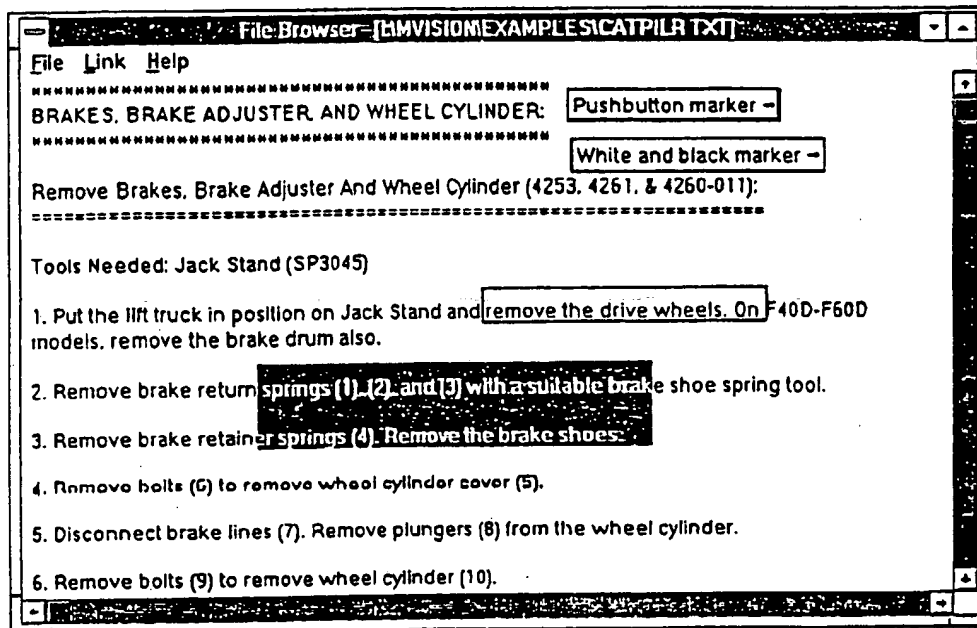 File Browser - [HMVISION\EXAMPLES\CATPILR.TXT]
File Link Help
BRAKES, BRAKE ADJUSTER AND WHEEL CYLINDER:
Pushbutton marker -
White and black marker -
Remove Brakes, Brake Adjuster And Wheel Cylinder (4253, 4261, & 4260-011):
Tools Needed: Jack Stand (SP3045)
1. Put the lift truck in position on Jack Stand and remove the drive wheels. On F40D-F60D
models, remove the brake drum also.
2. Remove brake return springs (1), (2), and (3) with a suitable brake shoe spring tool.
3. Remove brake retainer springs (4). Remove the brake shoes.
4. Remove bolts (6) to remove wheel cylinder cover (5).
5. Disconnect brake lines (7). Remove plungers (8) from the wheel cylinder.
6. Remove bolts (9) to remove wheel cylinder (10).